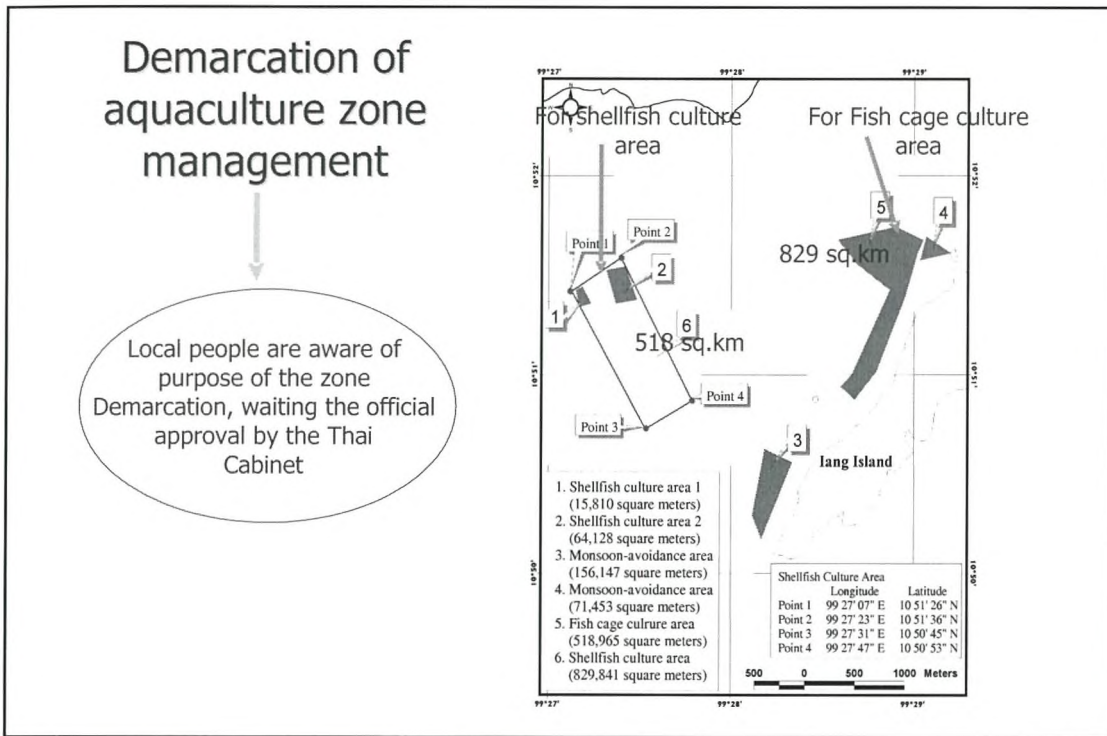 Demarcation of
aquaculture zone
management
Local people are aware of
purpose of the zone
Demarcation, waiting the official
approval by the Thai
Cabinet
99°27'
99°28'
99°29'
N
For shellfish culture
area
For Fish cage culture
area
10°52'
10°52'
5
4
829 sq.km
Point 1
Point 2
2
1
6
518 sq.km
10°51'
10°51'
Point 4
Point 3
3
Iang Island
1. Shellfish culture area 1
(15,810 square meters)
2. Shellfish culture area 2
(64,128 square meters)
3. Monsoon-avoidance area
(156,147 square meters)
4. Monsoon-avoidance area
(71,453 square meters)
5. Fish cage culrure area
(518,965 square meters)
6. Shellfish culture area
(829,841 square meters)
10°50'
10°50'
Shellfish Culture Area
Longitude Latitude
Point 1 99 27' 07" E 10 51' 26" N
Point 2 99 27' 23" E 10 51' 36" N
Point 3 99 27' 31" E 10 50' 45" N
Point 4 99 27' 47" E 10 50' 53" N
500 0 500 1000 Meters
99°27'
99°28'
99°29'